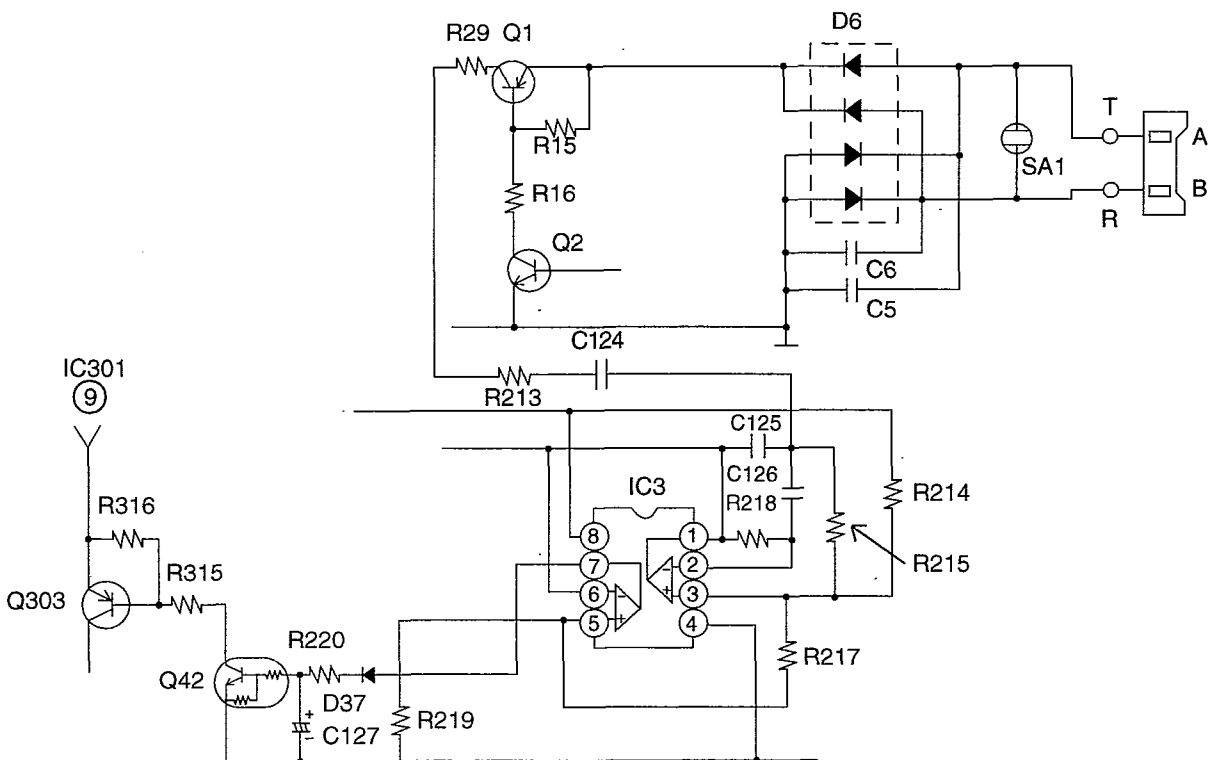 D6
R29 Q1
T
A
R15
SA1
R16
B
R
Q2
C6
C5
C124
IC301
9
R213
C125
C126
IC3
R218
R214
R316
8
1
R315
7
2
R215
Q303
6
3
5
4
R220
R217
Q42
D37
R219
C127
- + - +
+
-